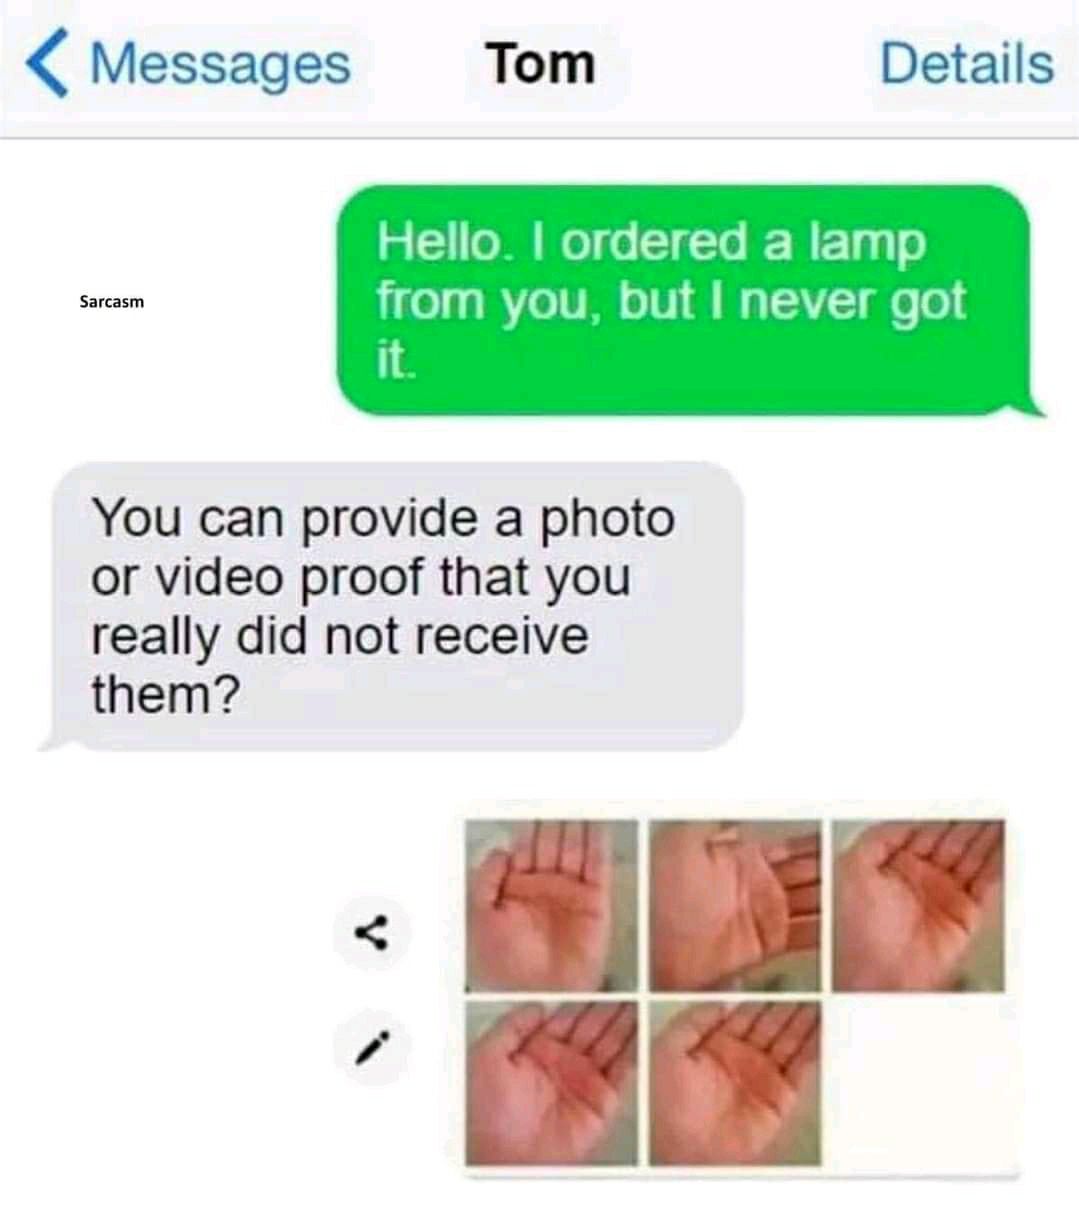 Messages Tom Details
Hello. I ordered a lamp
from you, but I never got
it.
Sarcasm
You can provide a photo
or video proof that you
really did not receive
them?